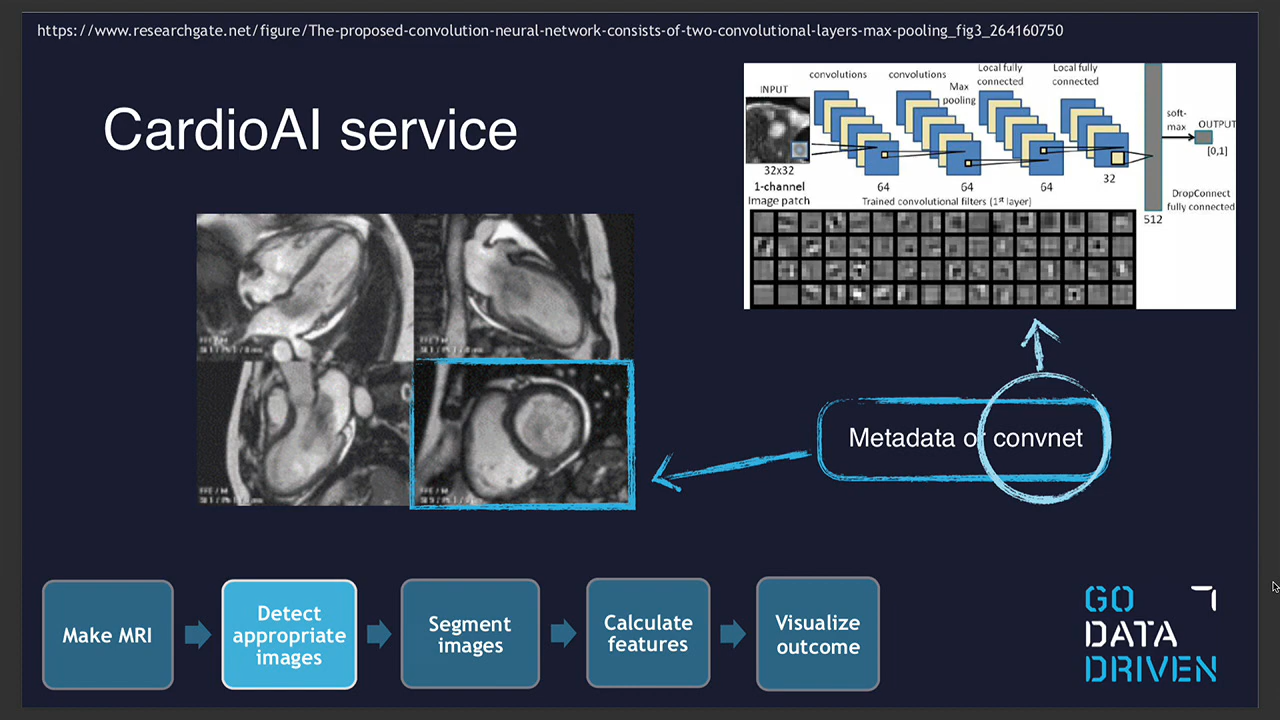 https://www.researchgate.net/figure/The-proposed-convolution-neural-network-consists-of-two-convolutional-layers-max-pooling_fig3_264160750
CardioAI service
INPUT
convolutions
convolutions
Max
pooling
Local fully
connected
Local fully
connected
soft-
max
OUTPUT
[0,1]
32x32
1-channel
Image patch
64
64
64
32
512
DropConnect
fully connected
Trained convolutional filters (1st layer)
Metadata or convnet
Make MRI
Detect
appropriate
images
Segment
images
Calculate
features
Visualize
outcome
GO
DATA
DRIVEN